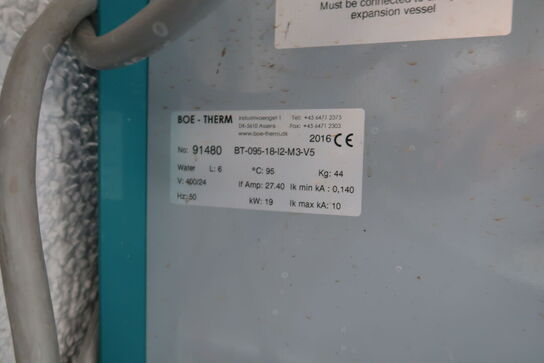 Must be connected to
expansion vessel
BOE - THERM Industrivaenget 1 Tel: +45 6471 2375
DK-5610 Assens Fax: +45 6471 2303
www.boe-therm.dk
2016 CE
No: 91480 BT-095-18-I2-M3-V5
Water L: 6 °C: 95 Kg: 44
V: 400/24 If Amp: 27.40 Ik min kA : 0,140
Hz: 50 kW: 19 Ik max kA: 10